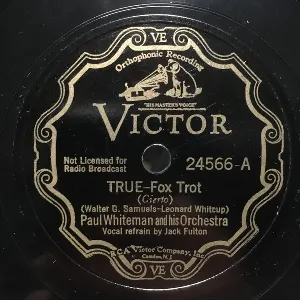 VE
Orthophonic Recording
"HIS MASTER'S VOICE"
VICTOR
Not Licensed for
Radio Broadcast
24566-A
TRUE-Fox Trot
(Cierto)
(Walter G. Samuels-Leonard Whitcup)
Paul Whiteman and his Orchestra
Vocal refrain by Jack Fulton
RCA Victor Company, Inc.
Camden, N.J.
VE